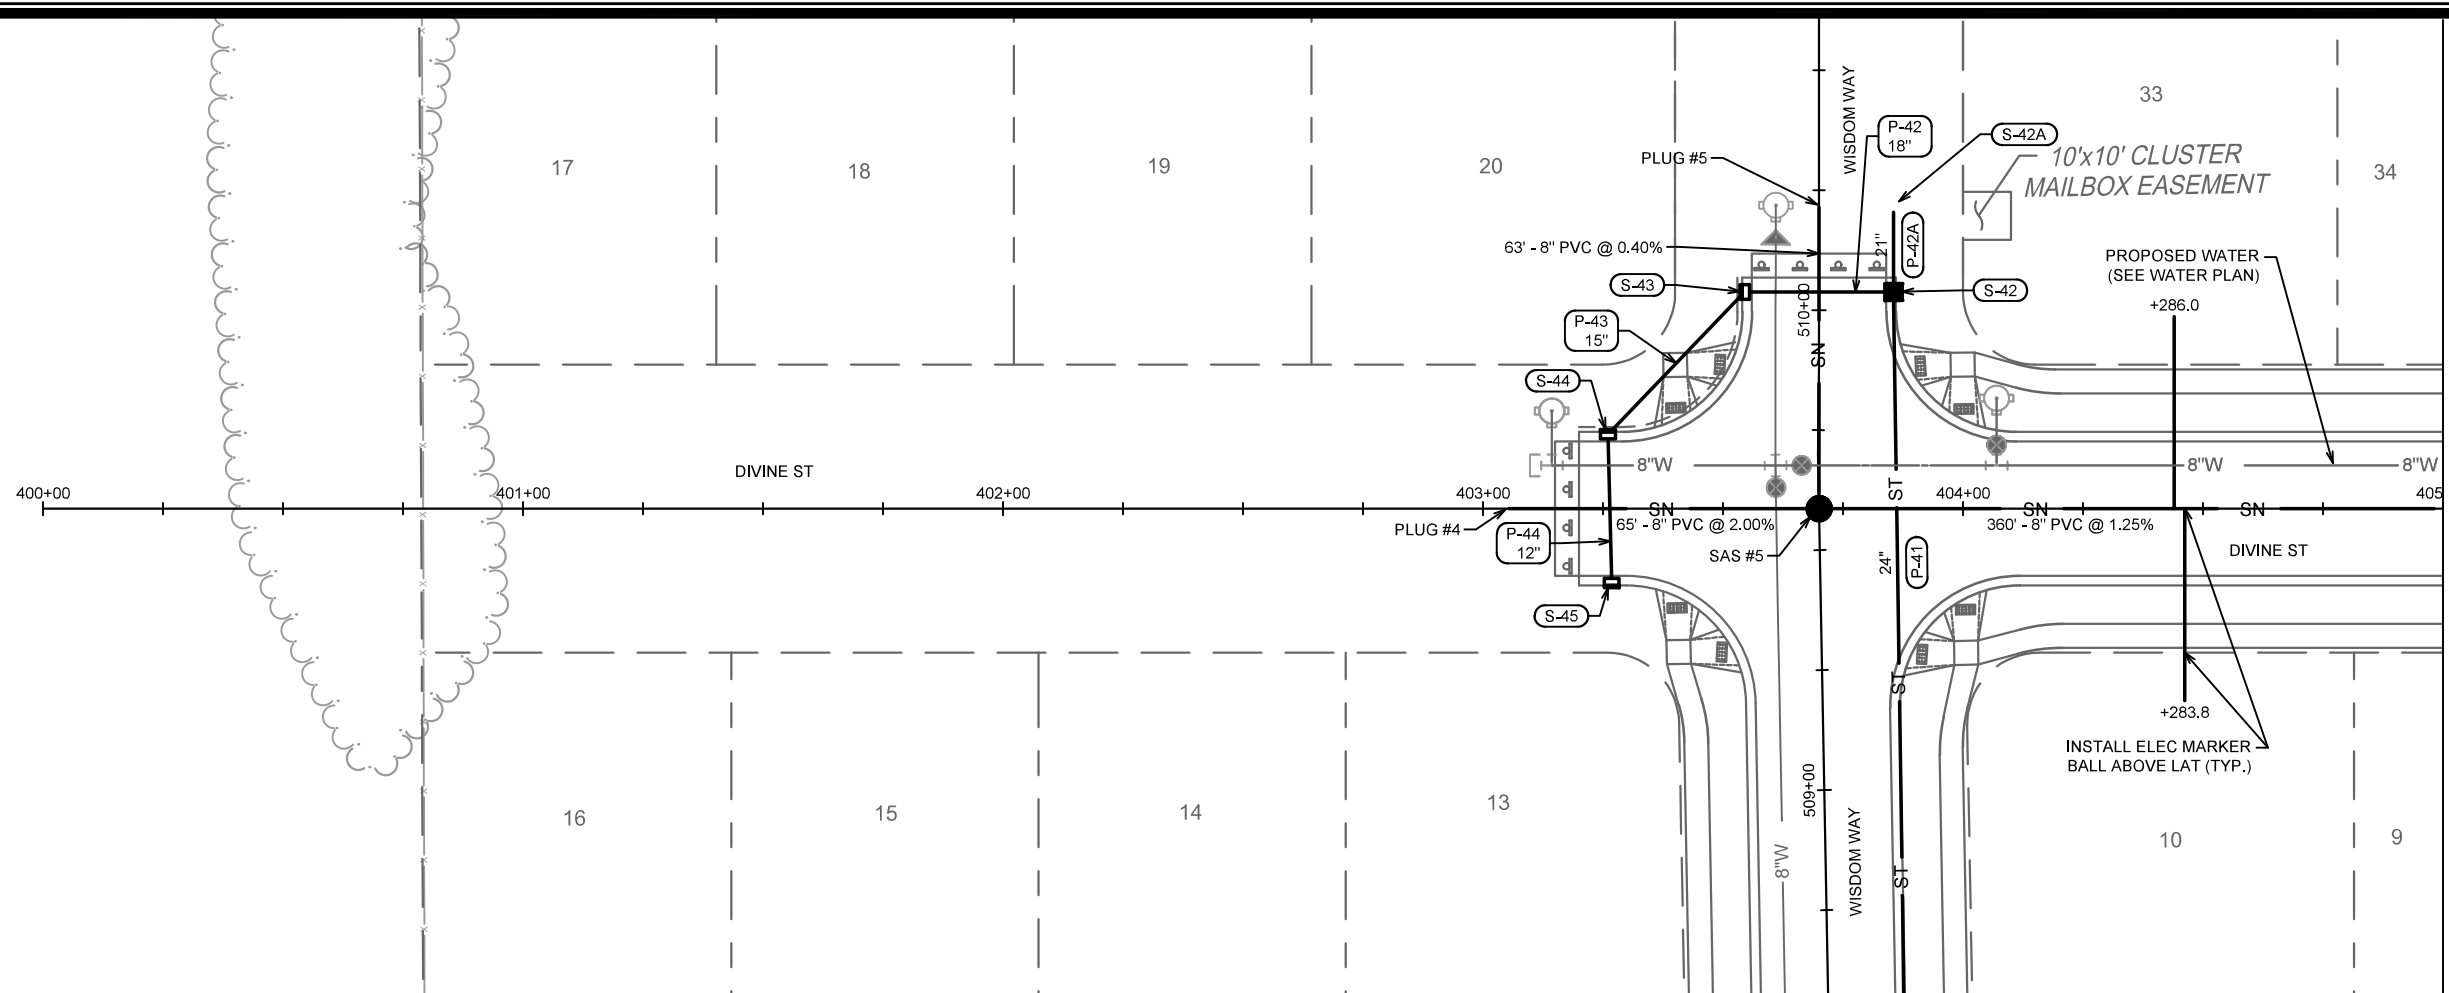 17
18
19
20
33
34
10'x10' CLUSTER
MAILBOX EASEMENT
WISDOM WAY
P-42
18"
S-42A
PLUG #5
63' - 8" PVC @ 0.40%
21"
P-42A
S-43
S-42
PROPOSED WATER
(SEE WATER PLAN)
+286.0
P-43
15"
510+00
SN
S-44
DIVINE ST
8"W
8"W
8"W
400+00
401+00
402+00
403+00
404+00
405
ST
SN
SN
SN
PLUG #4
P-44
12"
65' - 8" PVC @ 2.00%
360' - 8" PVC @ 1.25%
SAS #5
24"
P-41
DIVINE ST
S-45
ST
+283.8
INSTALL ELEC MARKER
BALL ABOVE LAT (TYP.)
16
15
14
13
509+00
8"W
WISDOM WAY
ST
10
9